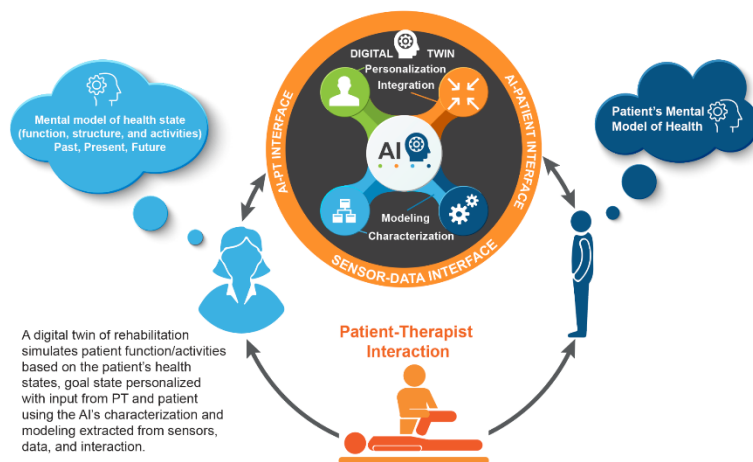 DIGITAL TWIN
Personalization
Integration
AI-PT INTERFACE
AI-PATIENT INTERFACE
AI
Modeling
Characterization
SENSOR-DATA INTERFACE
Mental model of health state
(function, structure, and activities)
Past, Present, Future
Patient's Mental
Model of Health
Patient-Therapist
Interaction
A digital twin of rehabilitation
simulates patient function/activities
based on the patient's health
states, goal state personalized
with input from PT and patient
using the AI's characterization and
modeling extracted from sensors,
data, and interaction.